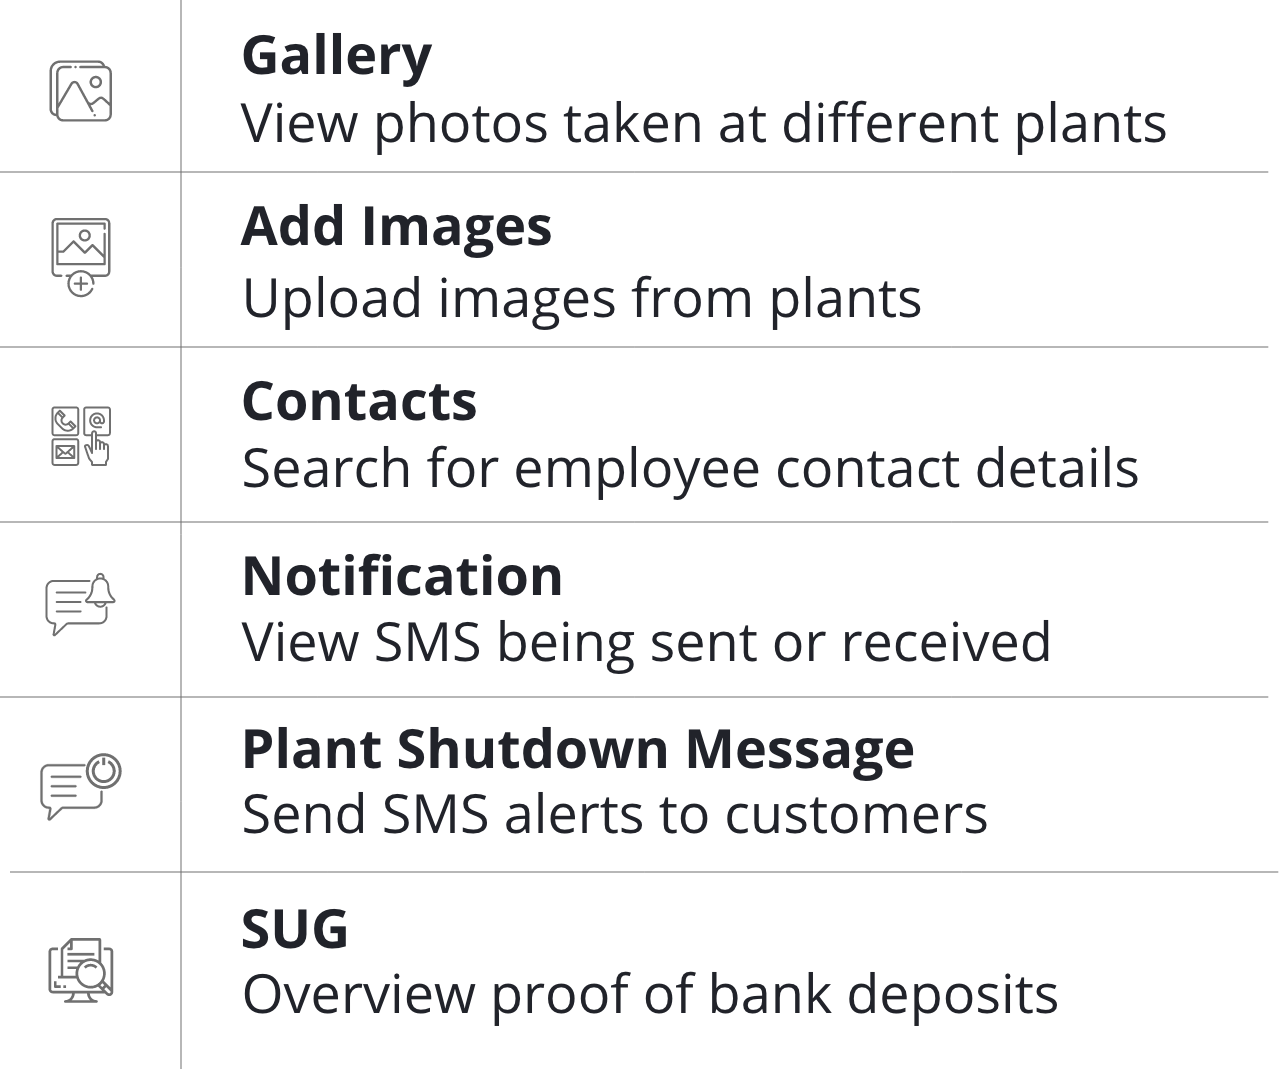 Gallery
View photos taken at different plants
Add Images
Upload images from plants
Contacts
Search for employee contact details
Notification
View SMS being sent or received
Plant Shutdown Message
Send SMS alerts to customers
SUG
Overview proof of bank deposits